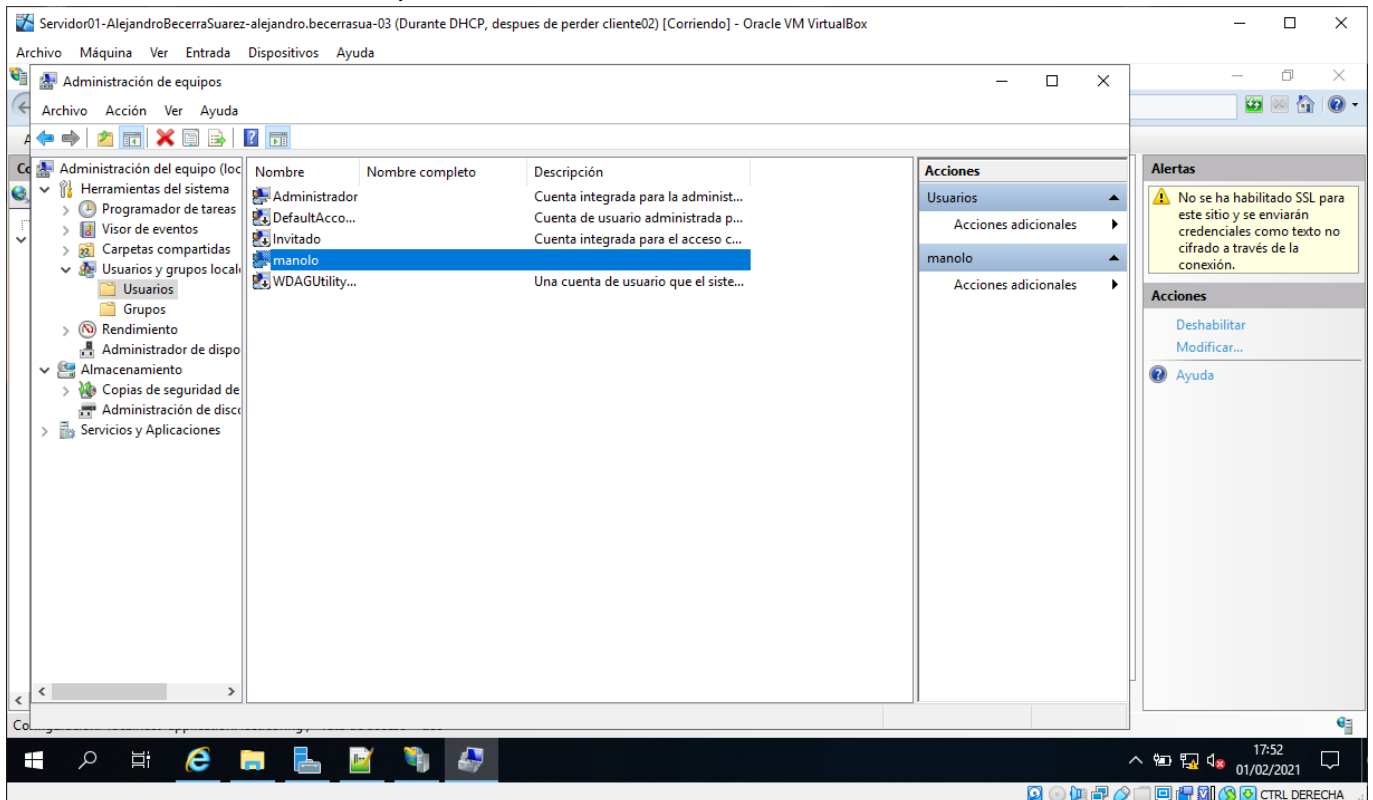 Servidor01-AlejandroBecerraSuarez-alejandro.becerrasua-03 (Durante DHCP, despues de perder cliente02) [Corriendo] - Oracle VM VirtualBox
Archivo Máquina Ver Entrada Dispositivos Ayuda
Administración de equipos
Archivo Acción Ver Ayuda
Administración del equipo (loc
Herramientas del sistema
Programador de tareas
Visor de eventos
Carpetas compartidas
Usuarios y grupos local
Usuarios
Grupos
Rendimiento
Administrador de dispo
Almacenamiento
Copias de seguridad de
Administración de disco
Servicios y Aplicaciones
Nombre Nombre completo Descripción
Administrador Cuenta integrada para la administ...
DefaultAcco... Cuenta de usuario administrada p...
Invitado Cuenta integrada para el acceso c...
manolo
WDAGUtility... Una cuenta de usuario que el siste...
Acciones
Usuarios
Acciones adicionales
manolo
Acciones adicionales
Alertas
No se ha habilitado SSL para
este sitio y se enviarán
credenciales como texto no
cifrado a través de la
conexión.
Acciones
Deshabilitar
Modificar...
Ayuda
17:52
01/02/2021
CTRL DERECHA